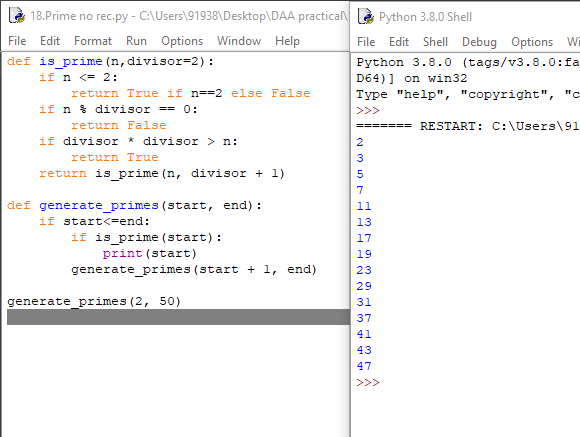 18.Prime no rec.py - C:\Users\91938\Desktop\DAA practical\
File Edit Format Run Options Window Help
def is_prime(n,divisor=2):
    if n <= 2:
        return True if n==2 else False
    if n % divisor == 0:
        return False
    if divisor * divisor > n:
        return True
    return is_prime(n, divisor + 1)
def generate_primes(start, end):
    if start<=end:
        if is_prime(start):
            print(start)
        generate_primes(start + 1, end)
generate_primes(2, 50)
Python 3.8.0 Shell
File Edit Shell Debug Options Wi
Python 3.8.0 (tags/v3.8.0:fa
D64)] on win32
Type "help", "copyright", "c
>>>
======= RESTART: C:\Users\91
2
3
5
7
11
13
17
19
23
29
31
37
41
43
47
>>>